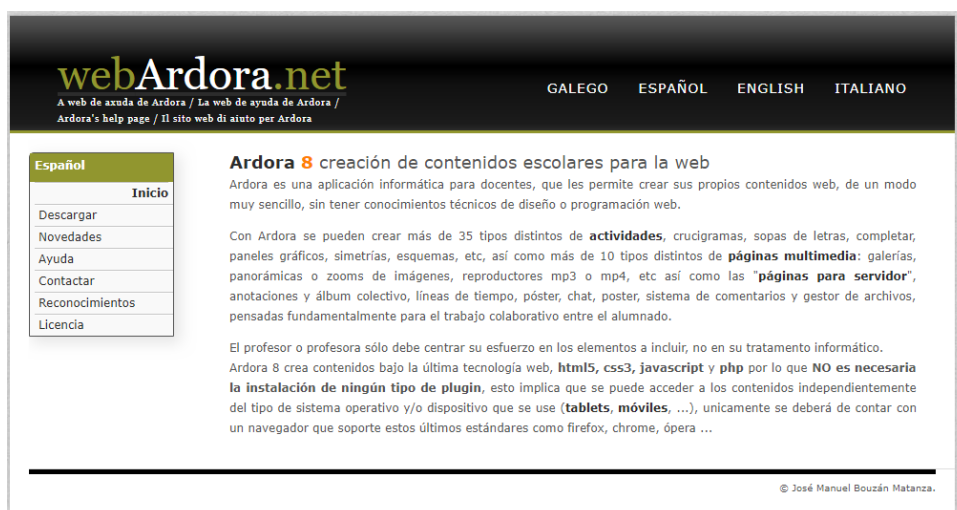 webArdora.net
A web de axuda de Ardora / La web de ayuda de Ardora /
Ardora's help page / Il sito web di aiuto per Ardora
GALEGO ESPAÑOL ENGLISH ITALIANO
Español
Inicio
Descargar
Novedades
Ayuda
Contactar
Reconocimientos
Licencia
Ardora 8 creación de contenidos escolares para la web
Ardora es una aplicación informática para docentes, que les permite crear sus propios contenidos web, de un modo
muy sencillo, sin tener conocimientos técnicos de diseño o programación web.
Con Ardora se pueden crear más de 35 tipos distintos de actividades, crucigramas, sopas de letras, completar,
paneles gráficos, simetrías, esquemas, etc, así como más de 10 tipos distintos de páginas multimedia: galerías,
panorámicas o zooms de imágenes, reproductores mp3 o mp4, etc así como las "páginas para servidor",
anotaciones y álbum colectivo, líneas de tiempo, póster, chat, poster, sistema de comentarios y gestor de archivos,
pensadas fundamentalmente para el trabajo colaborativo entre el alumnado.
El profesor o profesora sólo debe centrar su esfuerzo en los elementos a incluir, no en su tratamiento informático.
Ardora 8 crea contenidos bajo la última tecnología web, html5, css3, javascript y php por lo que NO es necesaria
la instalación de ningún tipo de plugin, esto implica que se puede acceder a los contenidos independientemente
del tipo de sistema operativo y/o dispositivo que se use (tablets, móviles, ...), unicamente se deberá de contar con
un navegador que soporte estos últimos estándares como firefox, chrome, ópera ...
© José Manuel Bouzán Matanza.